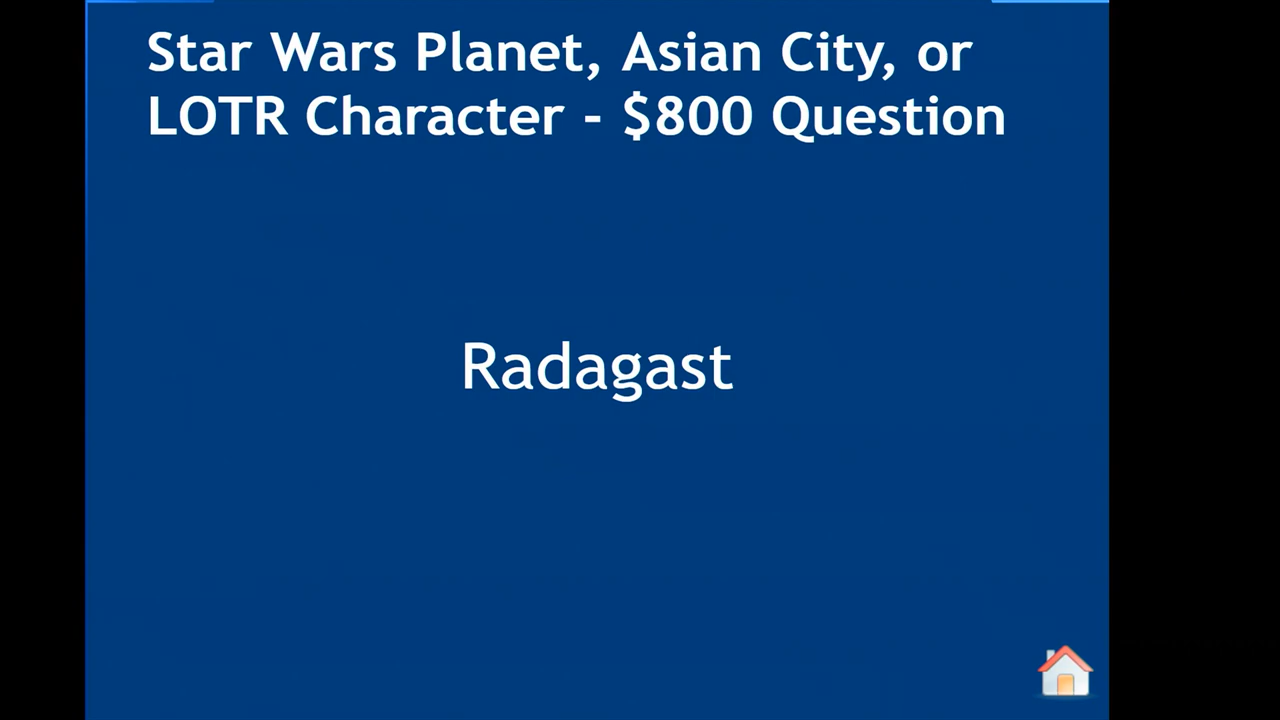 Star Wars Planet, Asian City, or
LOTR Character - $800 Question
Radagast